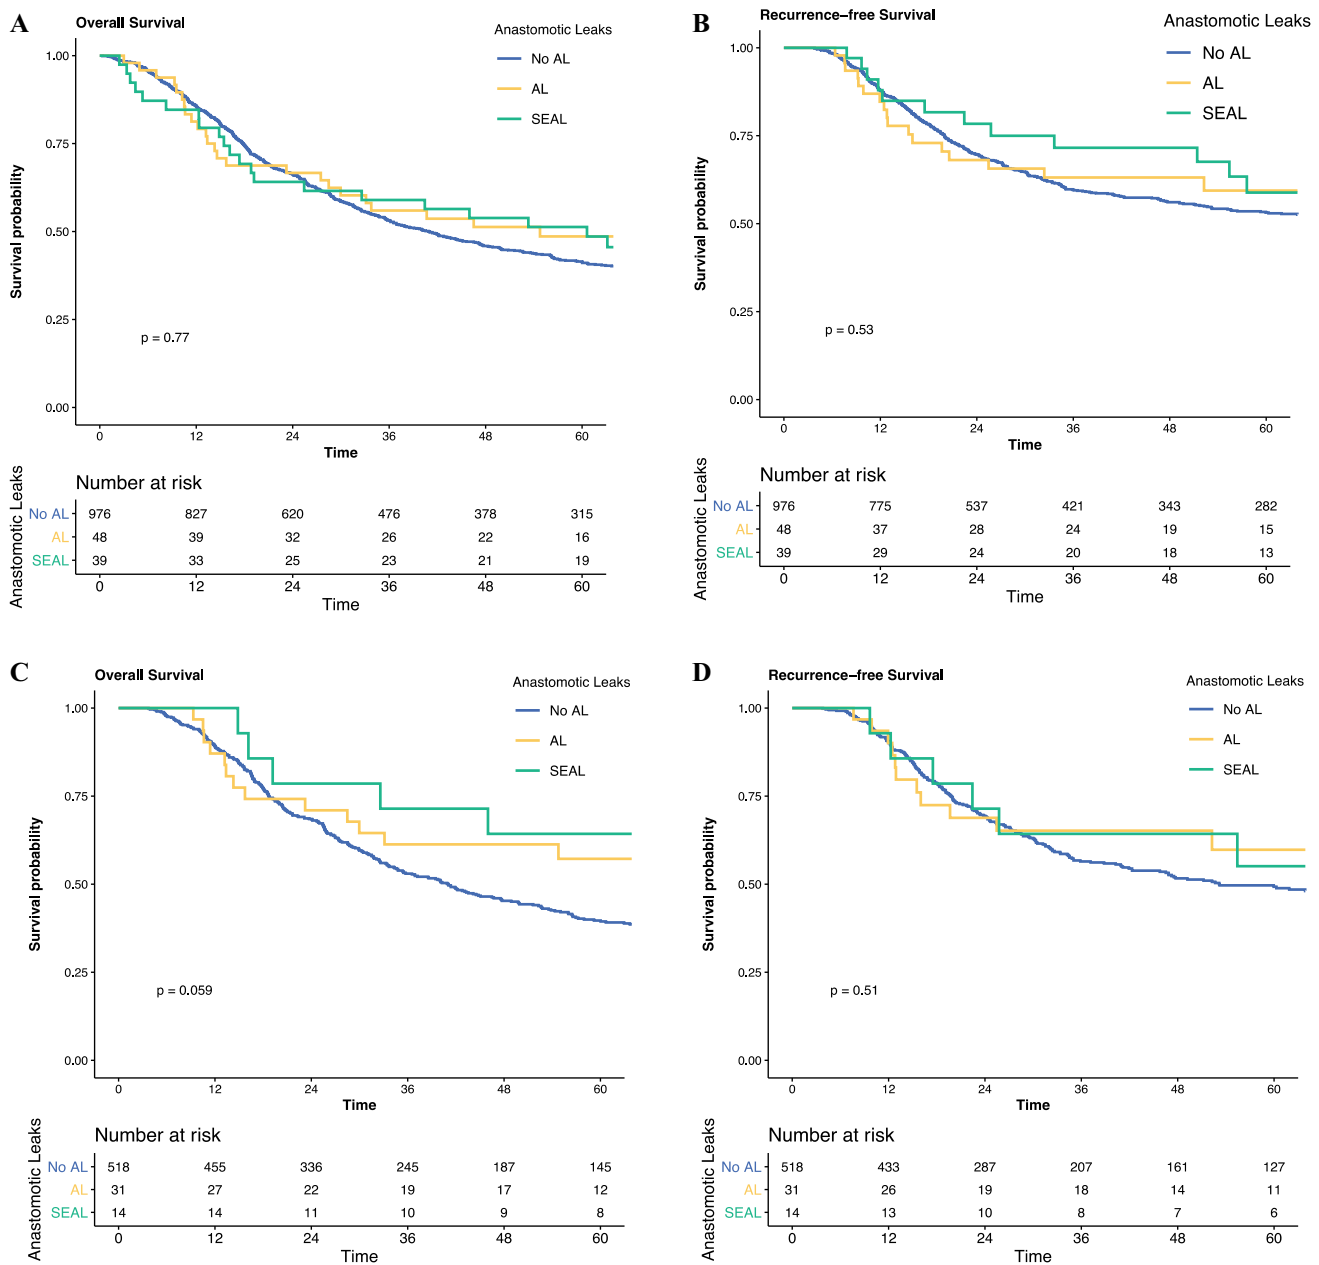 A
Overall Survival
Anastomotic Leaks
No AL
AL
SEAL
1.00
0.75
0.50
0.25
0.00
Survival probability
p = 0.77
0 12 24 36 48 60
Time
Number at risk
Anastomotic Leaks
No AL 976 827 620 476 378 315
AL 48 39 32 26 22 16
SEAL 39 33 25 23 21 19
0 12 24 36 48 60
Time
B
Recurrence–free Survival
Anastomotic Leaks
No AL
AL
SEAL
1.00
0.75
0.50
0.25
0.00
Survival probability
p = 0.53
0 12 24 36 48 60
Time
Number at risk
Anastomotic Leaks
No AL 976 775 537 421 343 282
AL 48 37 28 24 19 15
SEAL 39 29 24 20 18 13
0 12 24 36 48 60
Time
C
Overall Survival
Anastomotic Leaks
No AL
AL
SEAL
1.00
0.75
0.50
0.25
0.00
Survival probability
p = 0.059
0 12 24 36 48 60
Time
Number at risk
Anastomotic Leaks
No AL 518 455 336 245 187 145
AL 31 27 22 19 17 12
SEAL 14 14 11 10 9 8
0 12 24 36 48 60
Time
D
Recurrence–free Survival
Anastomotic Leaks
No AL
AL
SEAL
1.00
0.75
0.50
0.25
0.00
Survival probability
p = 0.51
0 12 24 36 48 60
Time
Number at risk
Anastomotic Leaks
No AL 518 433 287 207 161 127
AL 31 26 19 18 14 11
SEAL 14 13 10 8 7 6
0 12 24 36 48 60
Time